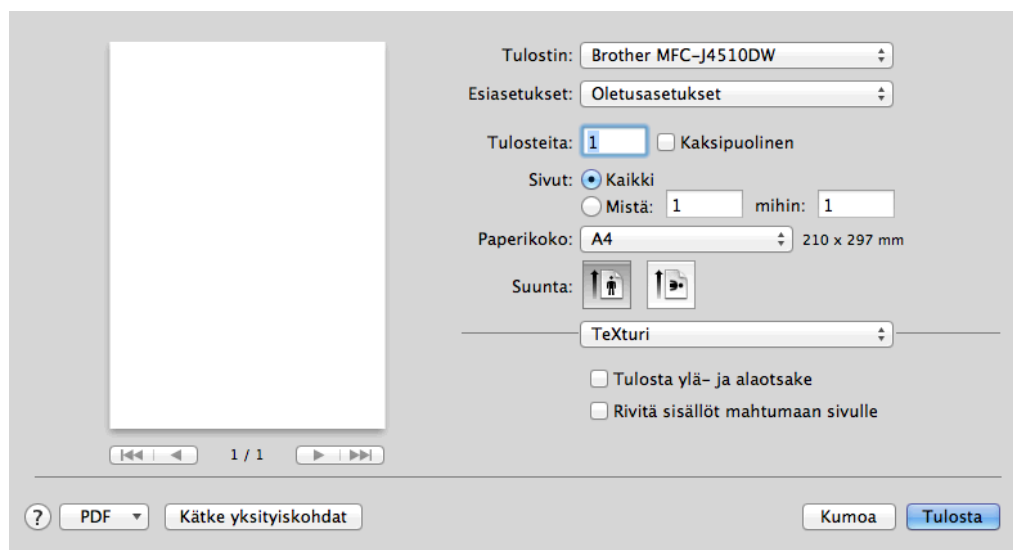 Tulostin: Brother MFC-J4510DW
Esiasetukset: Oletusasetukset
Tulosteita: 1 Kaksipuolinen
Sivut: Kaikki
Mistä: 1 mihin: 1
Paperikoko: A4 210 x 297 mm
Suunta:
TeXturi
Tulosta ylä- ja alaotsake
Rivitä sisällöt mahtumaan sivulle
1 / 1
? PDF Kätke yksityiskohdat Kumoa Tulosta